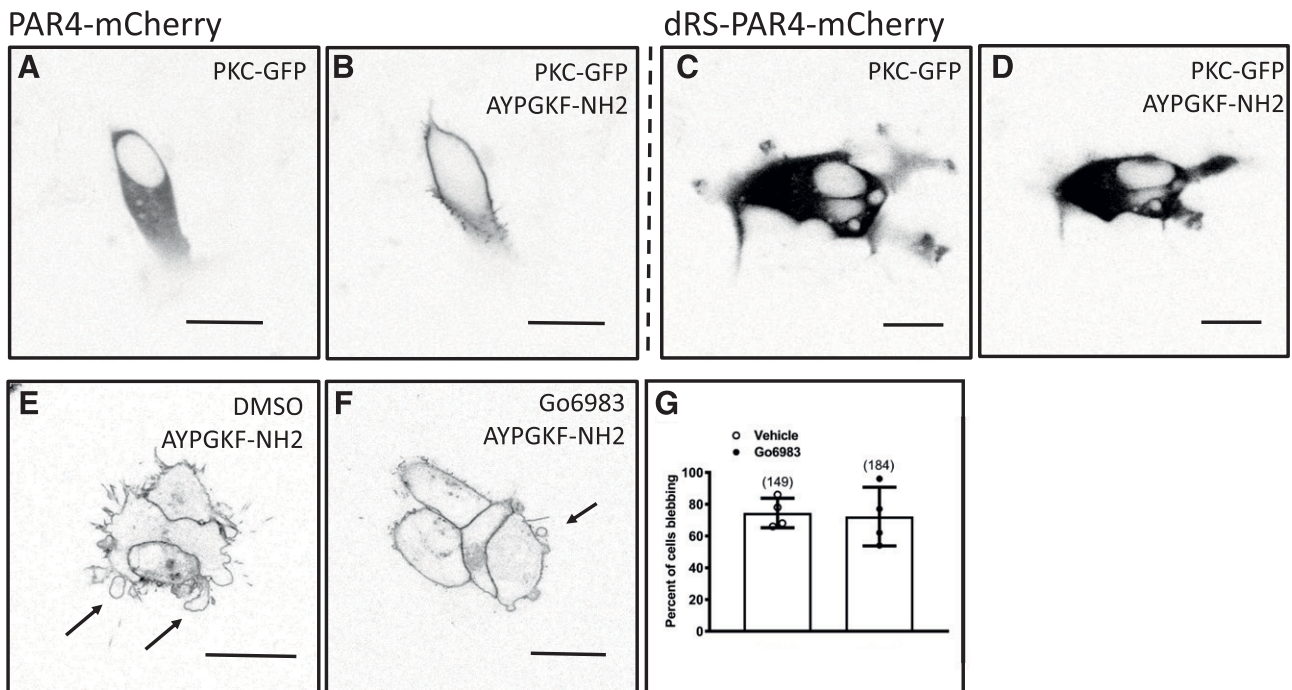 PAR4-mCherry
dRS-PAR4-mCherry
A
PKC-GFP
B
PKC-GFP
AYPGKF-NH2
C
PKC-GFP
D
PKC-GFP
AYPGKF-NH2
E
DMSO
AYPGKF-NH2
F
Go6983
AYPGKF-NH2
G
Vehicle
Go6983
(149)
(184)
Percent of cells blebbing
100
80
60
40
20
0